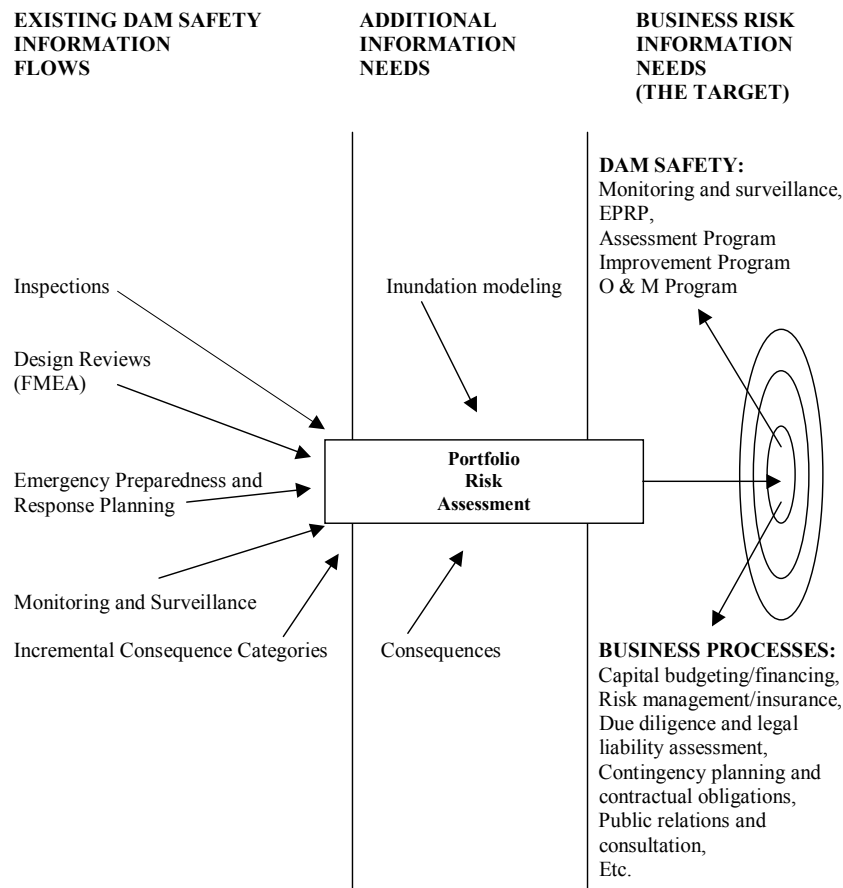 EXISTING DAM SAFETY
INFORMATION
FLOWS
ADDITIONAL
INFORMATION
NEEDS
BUSINESS RISK
INFORMATION
NEEDS
(THE TARGET)
Inspections
Design Reviews
(FMEA)
Emergency Preparedness and
Response Planning
Monitoring and Surveillance
Incremental Consequence Categories
Inundation modeling
Portfolio
Risk
Assessment
Consequences
DAM SAFETY:
Monitoring and surveillance,
EPRP,
Assessment Program
Improvement Program
O & M Program
BUSINESS PROCESSES:
Capital budgeting/financing,
Risk management/insurance,
Due diligence and legal
liability assessment,
Contingency planning and
contractual obligations,
Public relations and
consultation,
Etc.